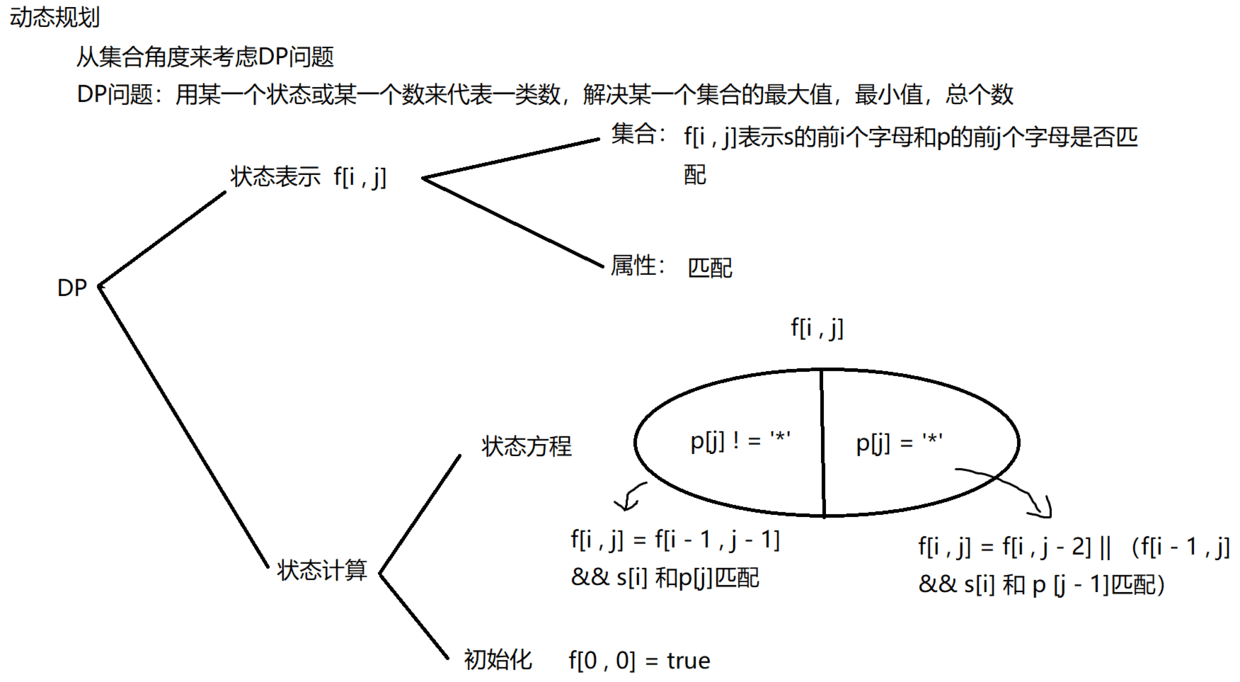 动态规划
从集合角度来考虑DP问题
DP问题：用某一个状态或某一个数来代表一类数，解决某一个集合的最大值，最小值，总个数
集合： f[i , j]表示s的前i个字母和p的前j个字母是否匹
配
状态表示 f[i , j]
属性： 匹配
DP
f[i , j]
状态方程
p[j] ! = '*'
p[j] = '*'
f[i , j] = f[i - 1 , j - 1]
&& s[i] 和p[j]匹配
f[i , j] = f[i , j - 2] || （f[i - 1 , j]
&& s[i] 和 p [j - 1]匹配）
状态计算
初始化 f[0 , 0] = true